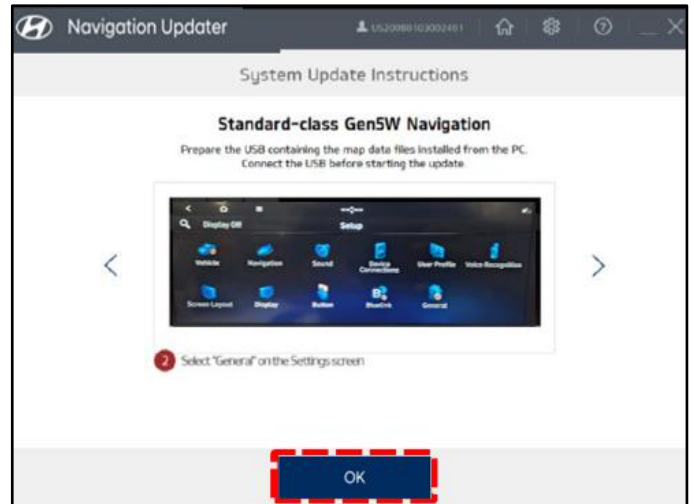 Navigation Updater
System Update Instructions
Standard-class Gen5W Navigation
Prepare the USB containing the map data files installed from the PC.
Connect the USB before starting the update.
Display Off
Setup
Vehicle Navigation Sound Device Connections User Profile Voice Recognition
Screen Layout Display Button BlueLink General
2 Select "General" on the Settings screen
OK